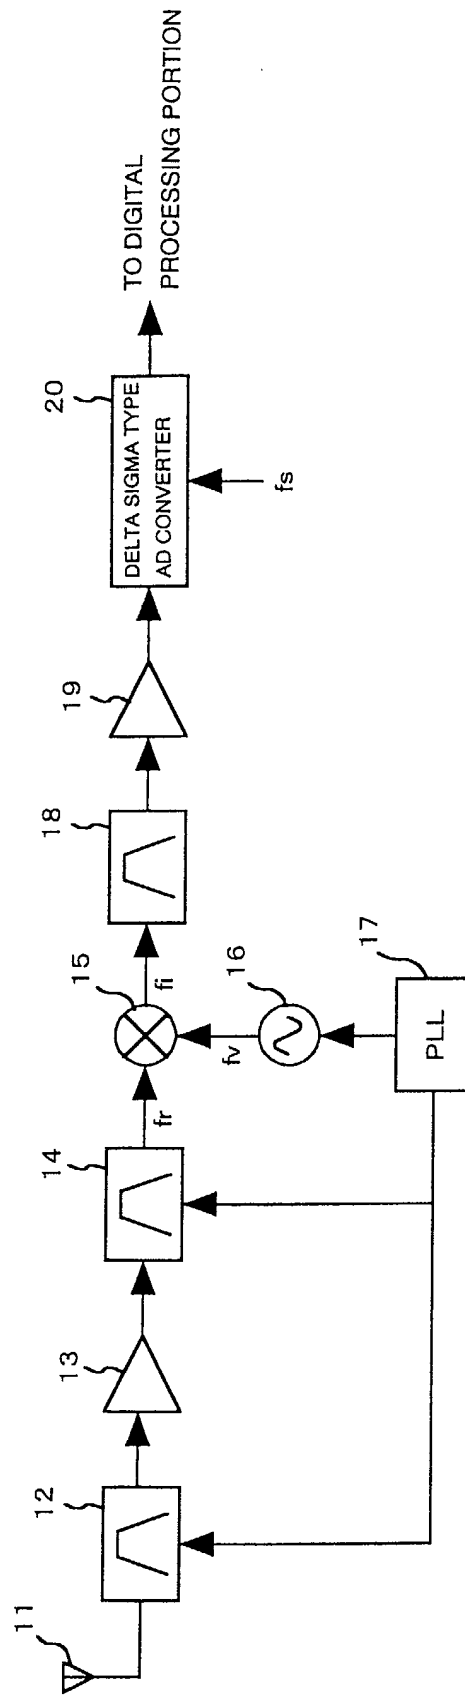 11
12
13
14
fr
15
fi
fv
16
PLL
17
18
19
20
DELTA SIGMA TYPE
AD CONVERTER
fs
TO DIGITAL
PROCESSING PORTION